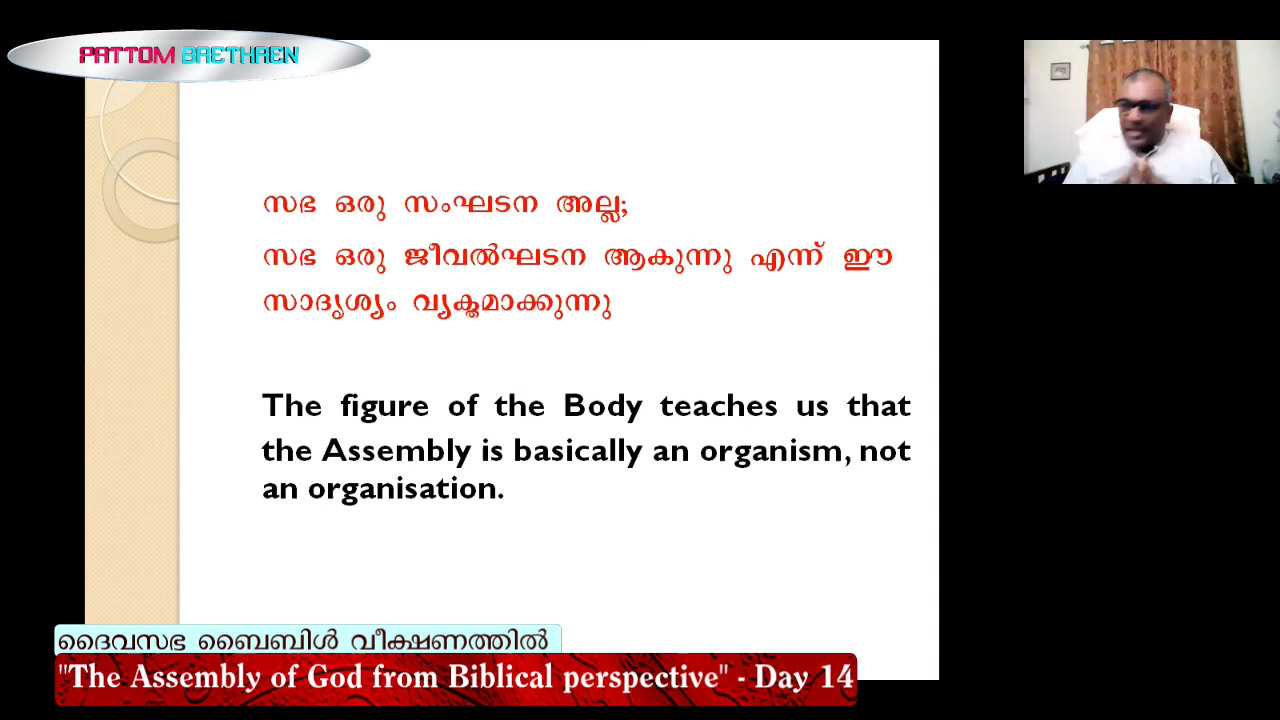 PATTOM BRETHREN
സഭ ഒരു സംഘടന അല്ല;
സഭ ഒരു ജീവൽഘടന ആകുന്നു എന്ന് ഈ
സാദൃശ്യം വ്യക്തമാക്കുന്നു
The figure of the Body teaches us that
the Assembly is basically an organism, not
an organisation.
ദൈവസഭ ബൈബിൾ വീക്ഷണത്തിൽ
"The Assembly of God from Biblical perspective" - Day 14